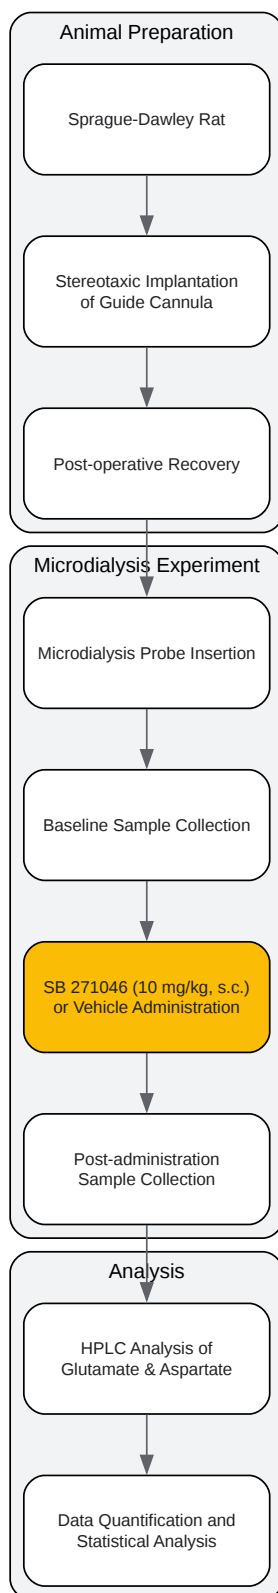 Animal Preparation
Sprague-Dawley Rat
Stereotaxic Implantation
of Guide Cannula
Post-operative Recovery
Microdialysis Experiment
Microdialysis Probe Insertion
Baseline Sample Collection
SB 271046 (10 mg/kg, s.c.)
or Vehicle Administration
Post-administration
Sample Collection
Analysis
HPLC Analysis of
Glutamate & Aspartate
Data Quantification and
Statistical Analysis